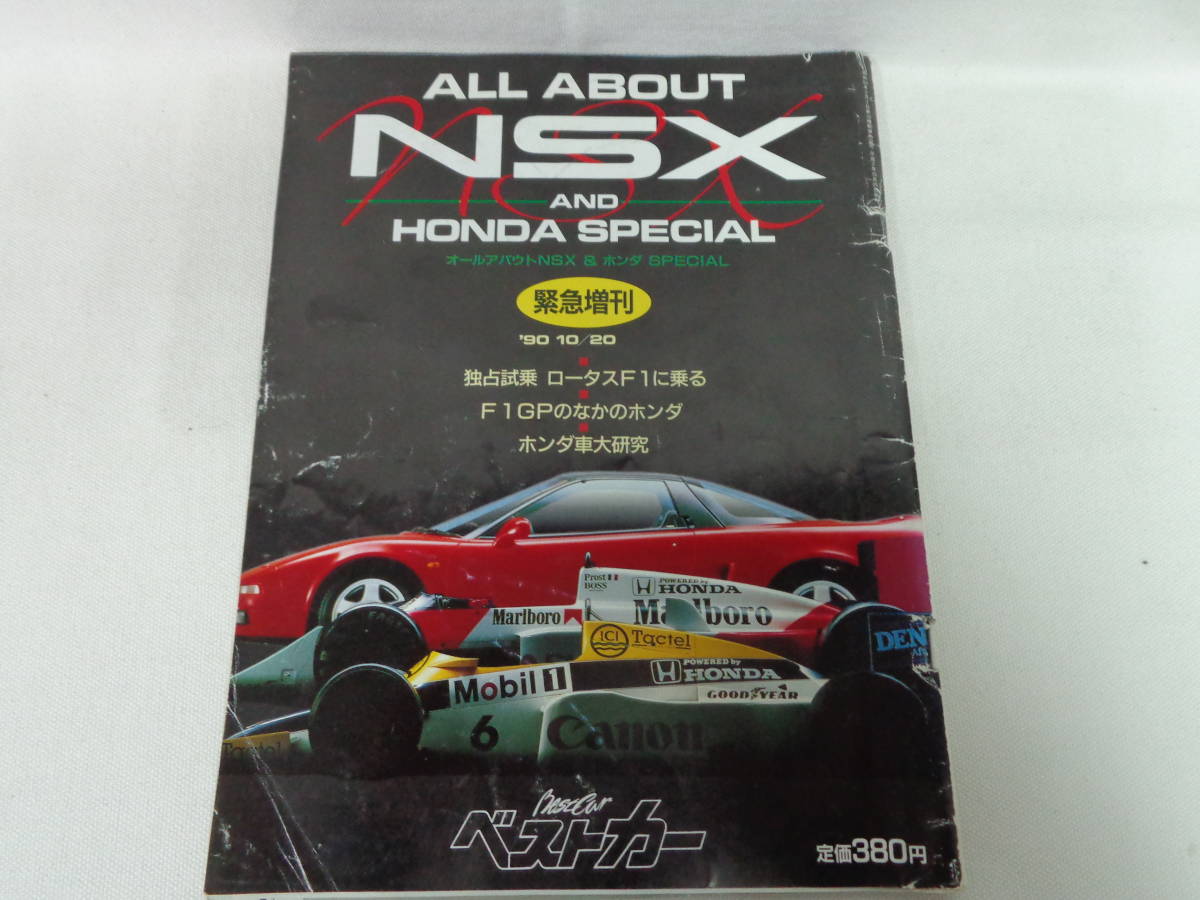 ALL ABOUT
NSX
NSX
AND
HONDA SPECIAL
オールアバウトNSX & ホンダ SPECIAL
緊急増刊
'90 10/20
独占試乗 ロータスF1に乗る
F1GPのなかのホンダ
ホンダ車大研究
Prost
BOSS
POWERED by
HONDA
Marlboro
Marlboro
ICI Tactel
DEN
Mobil 1
POWERED by
HONDA
GOODYEAR
6
Canon
Tactel
BestCar
ベストカー
定価380円